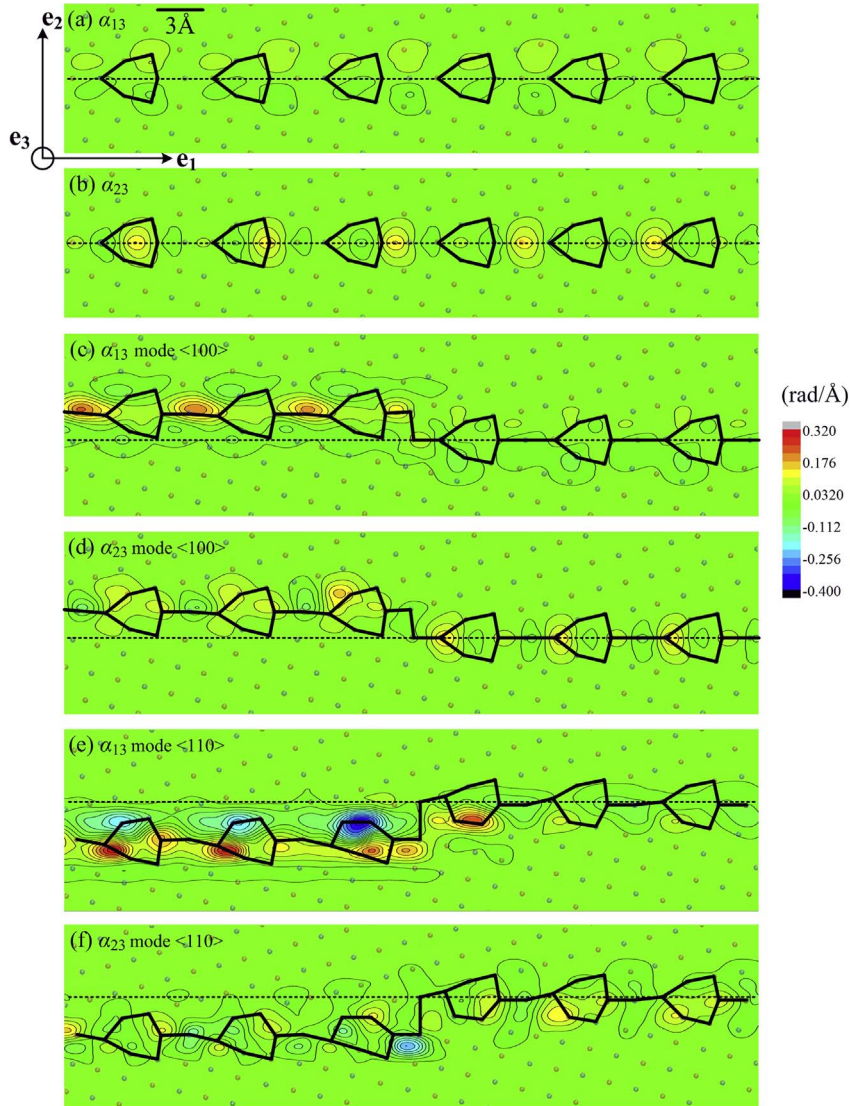 e₂
(a) α₁₃
3Å
e₃
e₁
(b) α₂₃
(c) α₁₃ mode <100>
(d) α₂₃ mode <100>
(e) α₁₃ mode <110>
(f) α₂₃ mode <110>
(rad/Å)
0.320
0.176
0.0320
-0.112
-0.256
-0.400